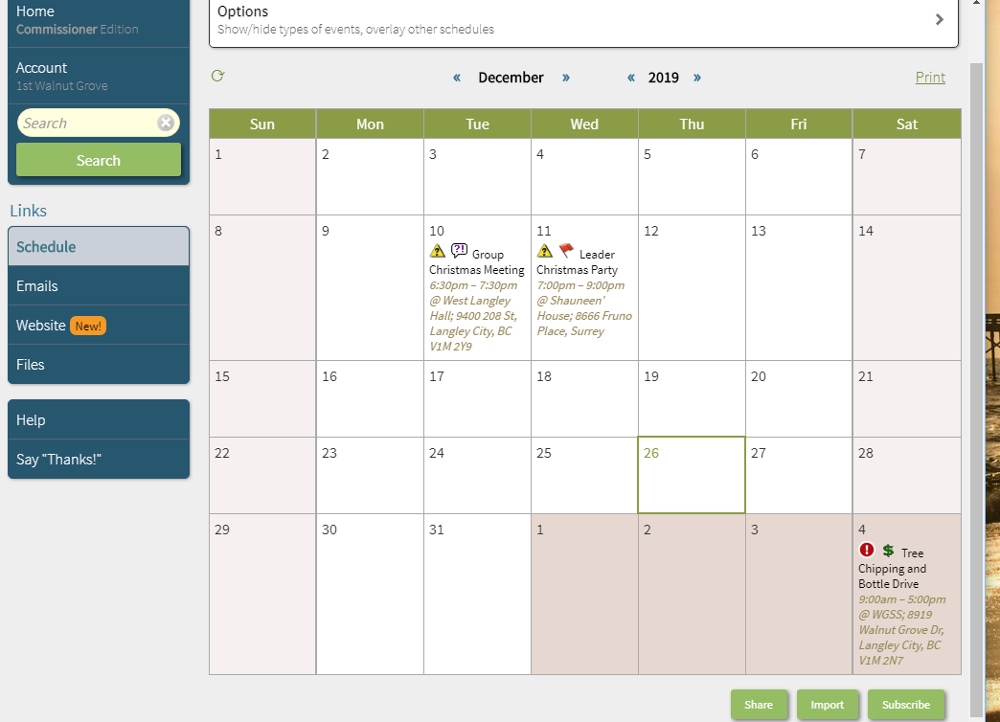 Home
Commissioner Edition
Account
1st Walnut Grove
Search
Search
Links
Schedule
Emails
Website New!
Files
Help
Say "Thanks!"
Options
Show/hide types of events, overlay other schedules
« December » « 2019 » Print
Sun Mon Tue Wed Thu Fri Sat
1 2 3 4 5 6 7
8 9 10 11 12 13 14
Group
Christmas Meeting
6:30pm – 7:30pm
@ West Langley
Hall; 9400 208 St,
Langley City, BC
V1M 2Y9
Leader
Christmas Party
7:00pm – 9:00pm
@ Shauneen'
House; 8666 Fruno
Place, Surrey
15 16 17 18 19 20 21
22 23 24 25 26 27 28
29 30 31 1 2 3 4
Tree
Chipping and
Bottle Drive
9:00am – 5:00pm
@ WGSS; 8919
Walnut Grove Dr,
Langley City, BC
V1M 2N7
Share Import Subscribe